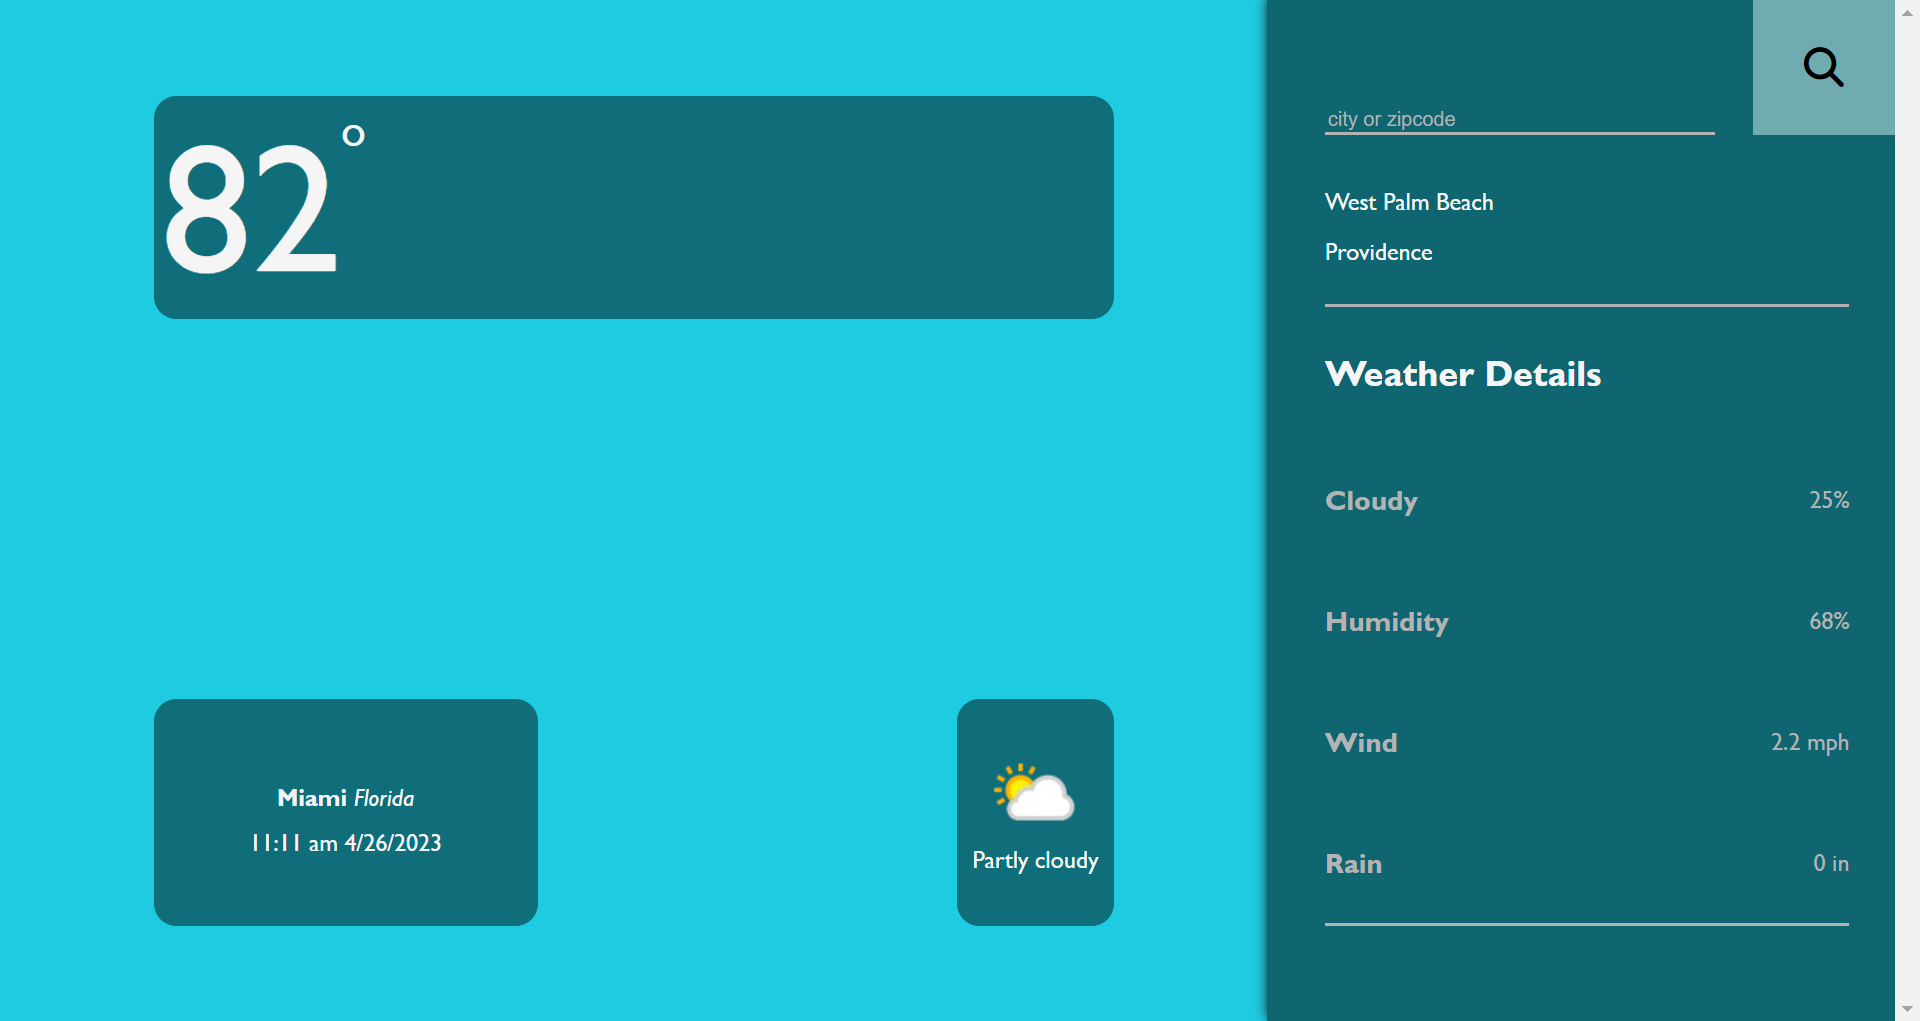 82°
Miami Florida
11:11 am 4/26/2023
Partly cloudy
city or zipcode
West Palm Beach
Providence
Weather Details
Cloudy 25%
Humidity 68%
Wind 2.2 mph
Rain 0 in